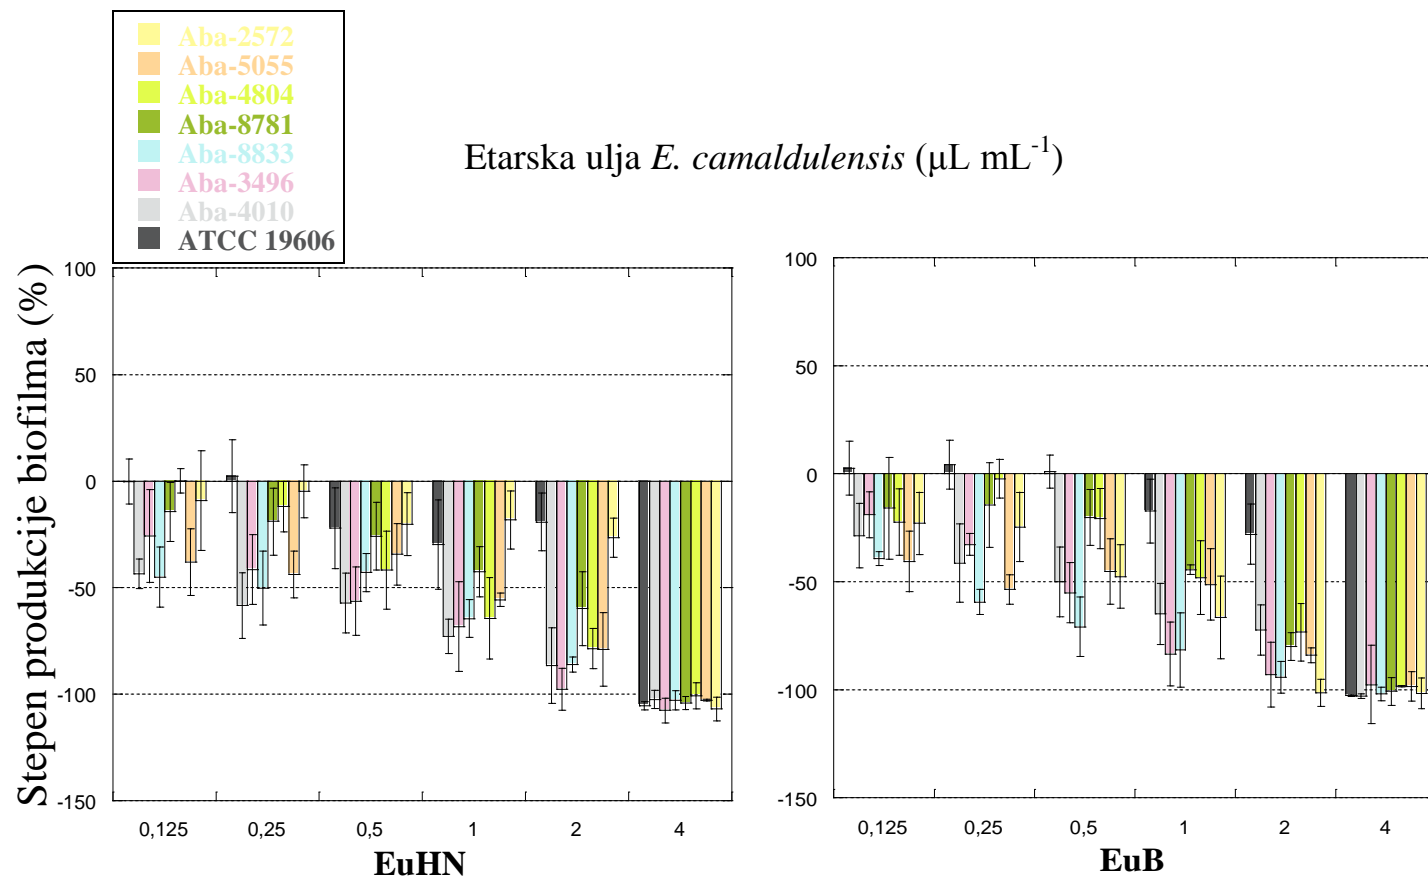 Aba-2572
Aba-5055
Aba-4804
Aba-8781
Aba-8833
Aba-3496
Aba-4010
ATCC 19606
Etarska ulja E. camaldulensis (μL mL-1)
Stepen produkcije biofilma (%)
100
50
0
-50
-100
-150
0,125 0,25 0,5 1 2 4
EuHN
100
50
0
-50
-100
-150
0,125 0,25 0,5 1 2 4
EuB